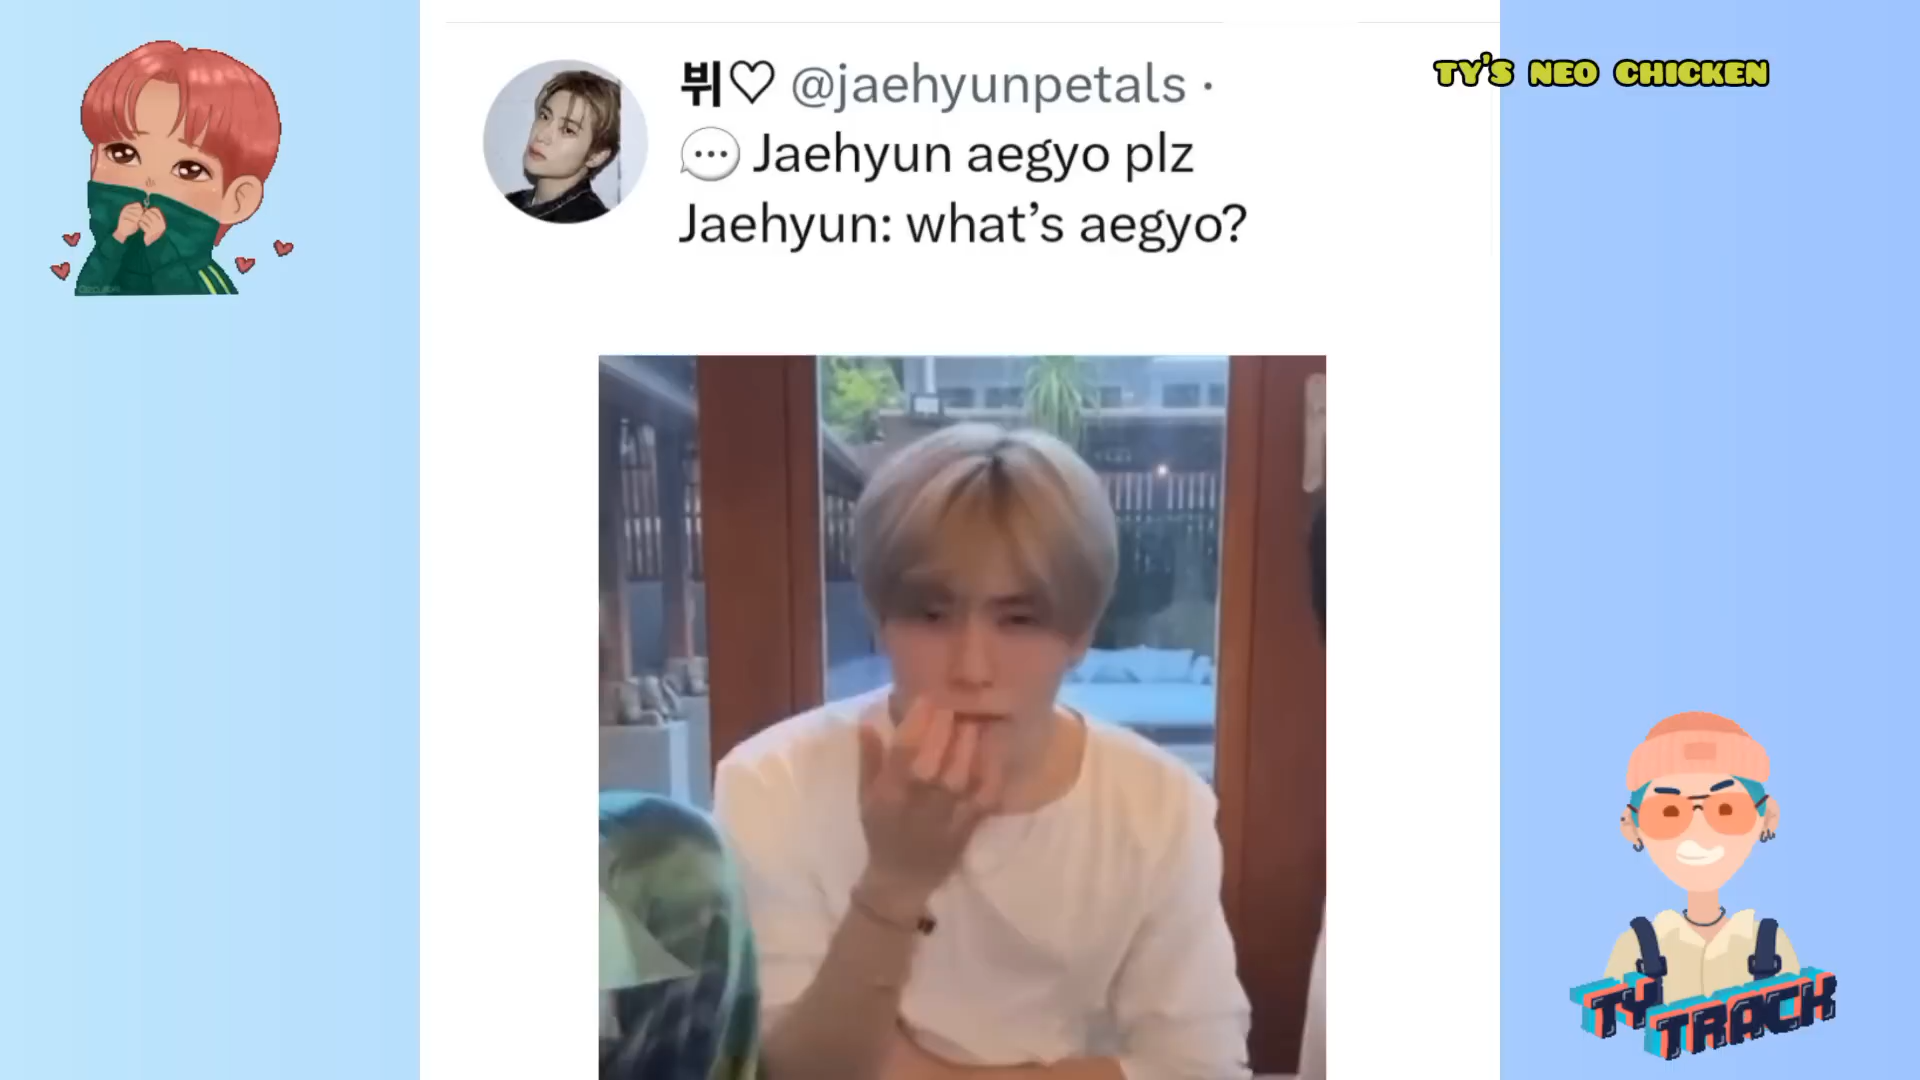 뷔♡ @jaehyunpetals ·
💬 Jaehyun aegyo plz
Jaehyun: what's aegyo?
TY'S NEO CHICKEN
TY
TRACK